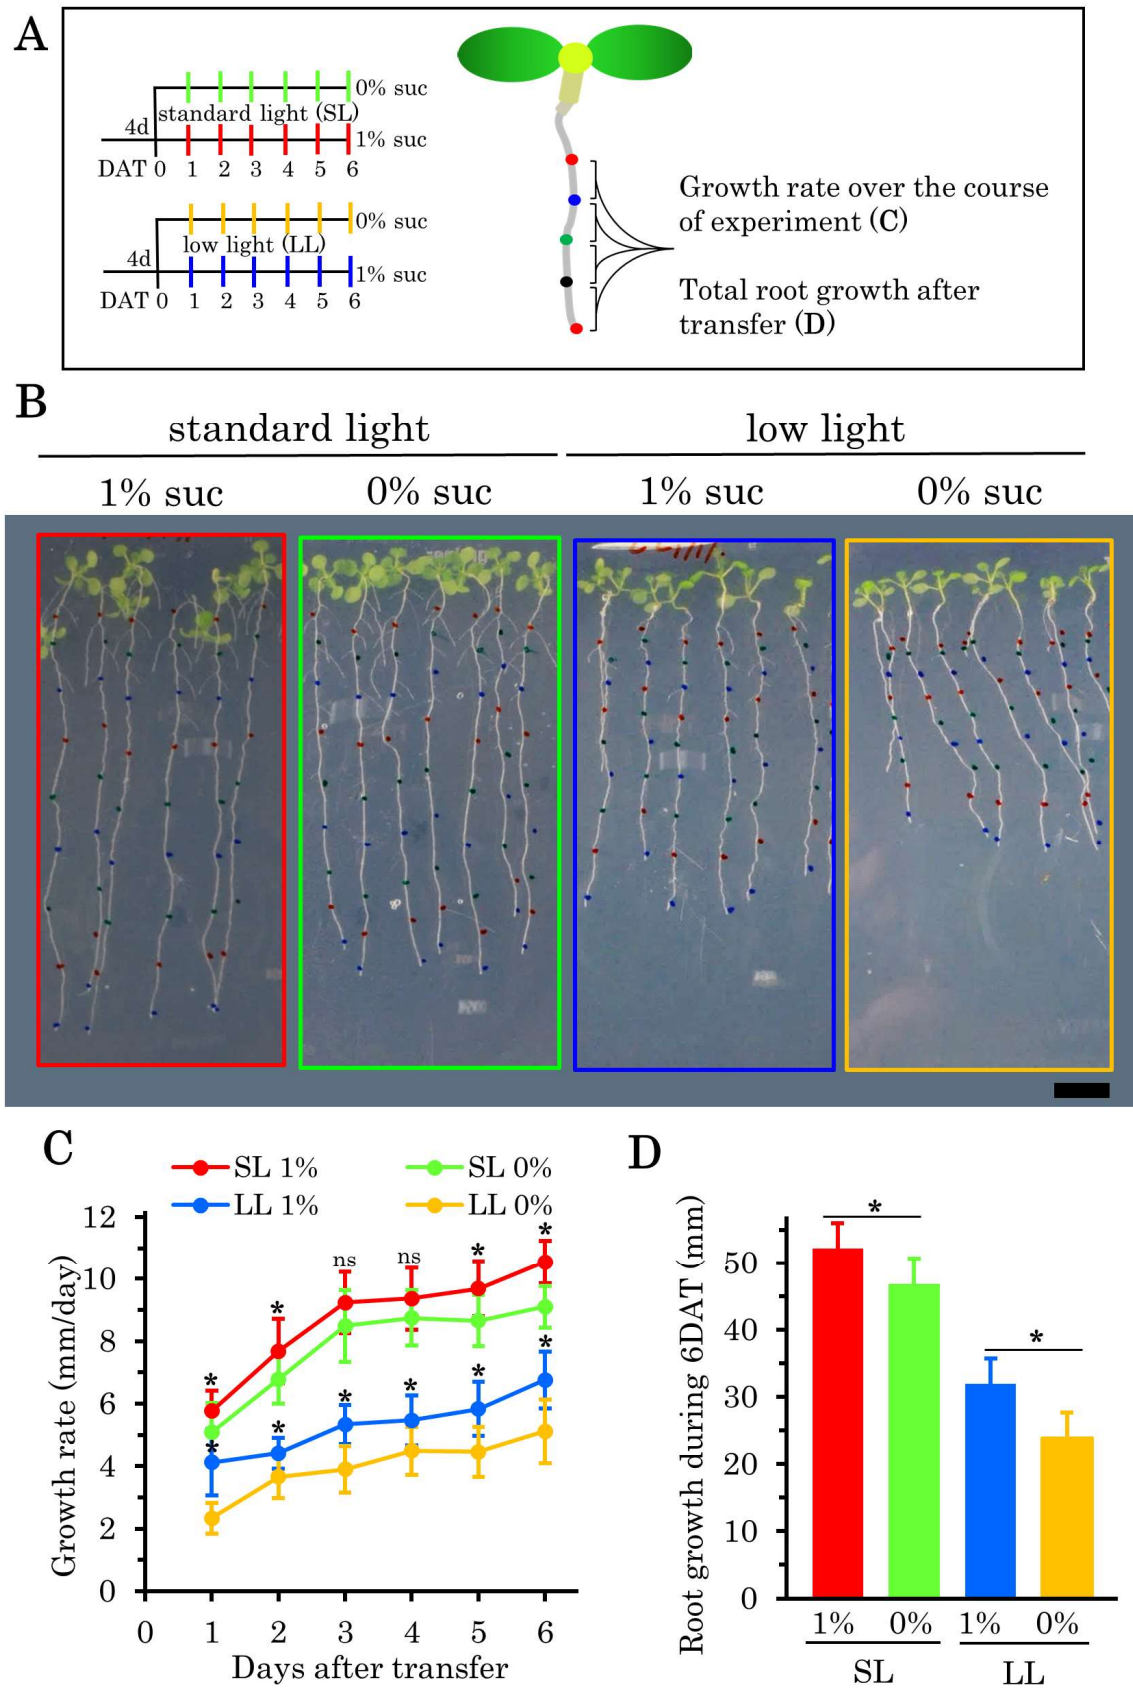 A
0% suc
standard light (SL)
4d
1% suc
DAT 0 1 2 3 4 5 6
0% suc
low light (LL)
4d
1% suc
DAT 0 1 2 3 4 5 6
Growth rate over the course
of experiment (C)
Total root growth after
transfer (D)
B
standard light
low light
1% suc
0% suc
1% suc
0% suc
C
SL 1%
SL 0%
LL 1%
LL 0%
Growth rate (mm/day)
12
10
8
6
4
2
0
*
*
ns
ns
*
*
*
*
*
*
*
*
0 1 2 3 4 5 6
Days after transfer
D
Root growth during 6DAT (mm)
50
40
30
20
10
0
*
*
1% 0% 1% 0%
SL LL